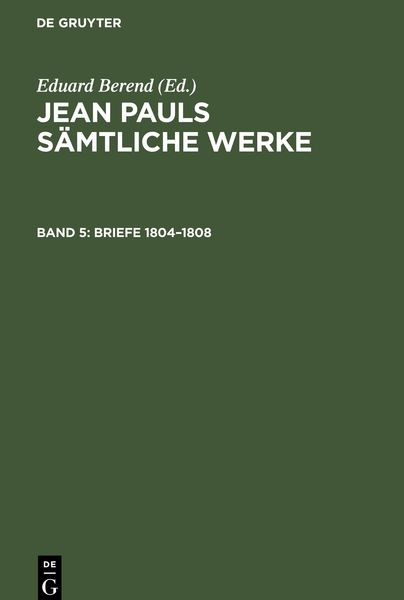 DE GRUYTER
Eduard Berend (Ed.)
JEAN PAULS
SÄMTLICHE WERKE
BAND 5: BRIEFE 1804–1808
DE
G